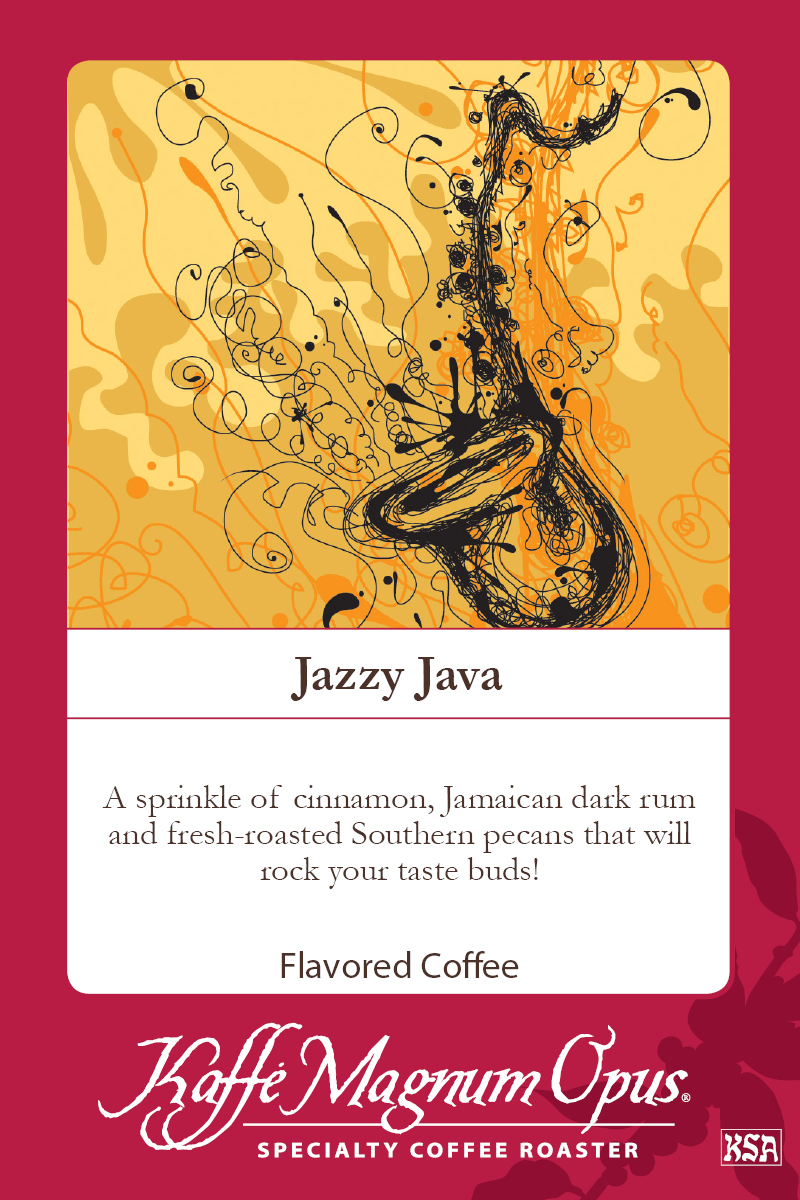 Jazzy Java
A sprinkle of cinnamon, Jamaican dark rum
and fresh-roasted Southern pecans that will
rock your taste buds!
Flavored Coffee
Kaffé Magnum Opus®
SPECIALTY COFFEE ROASTER
KSA